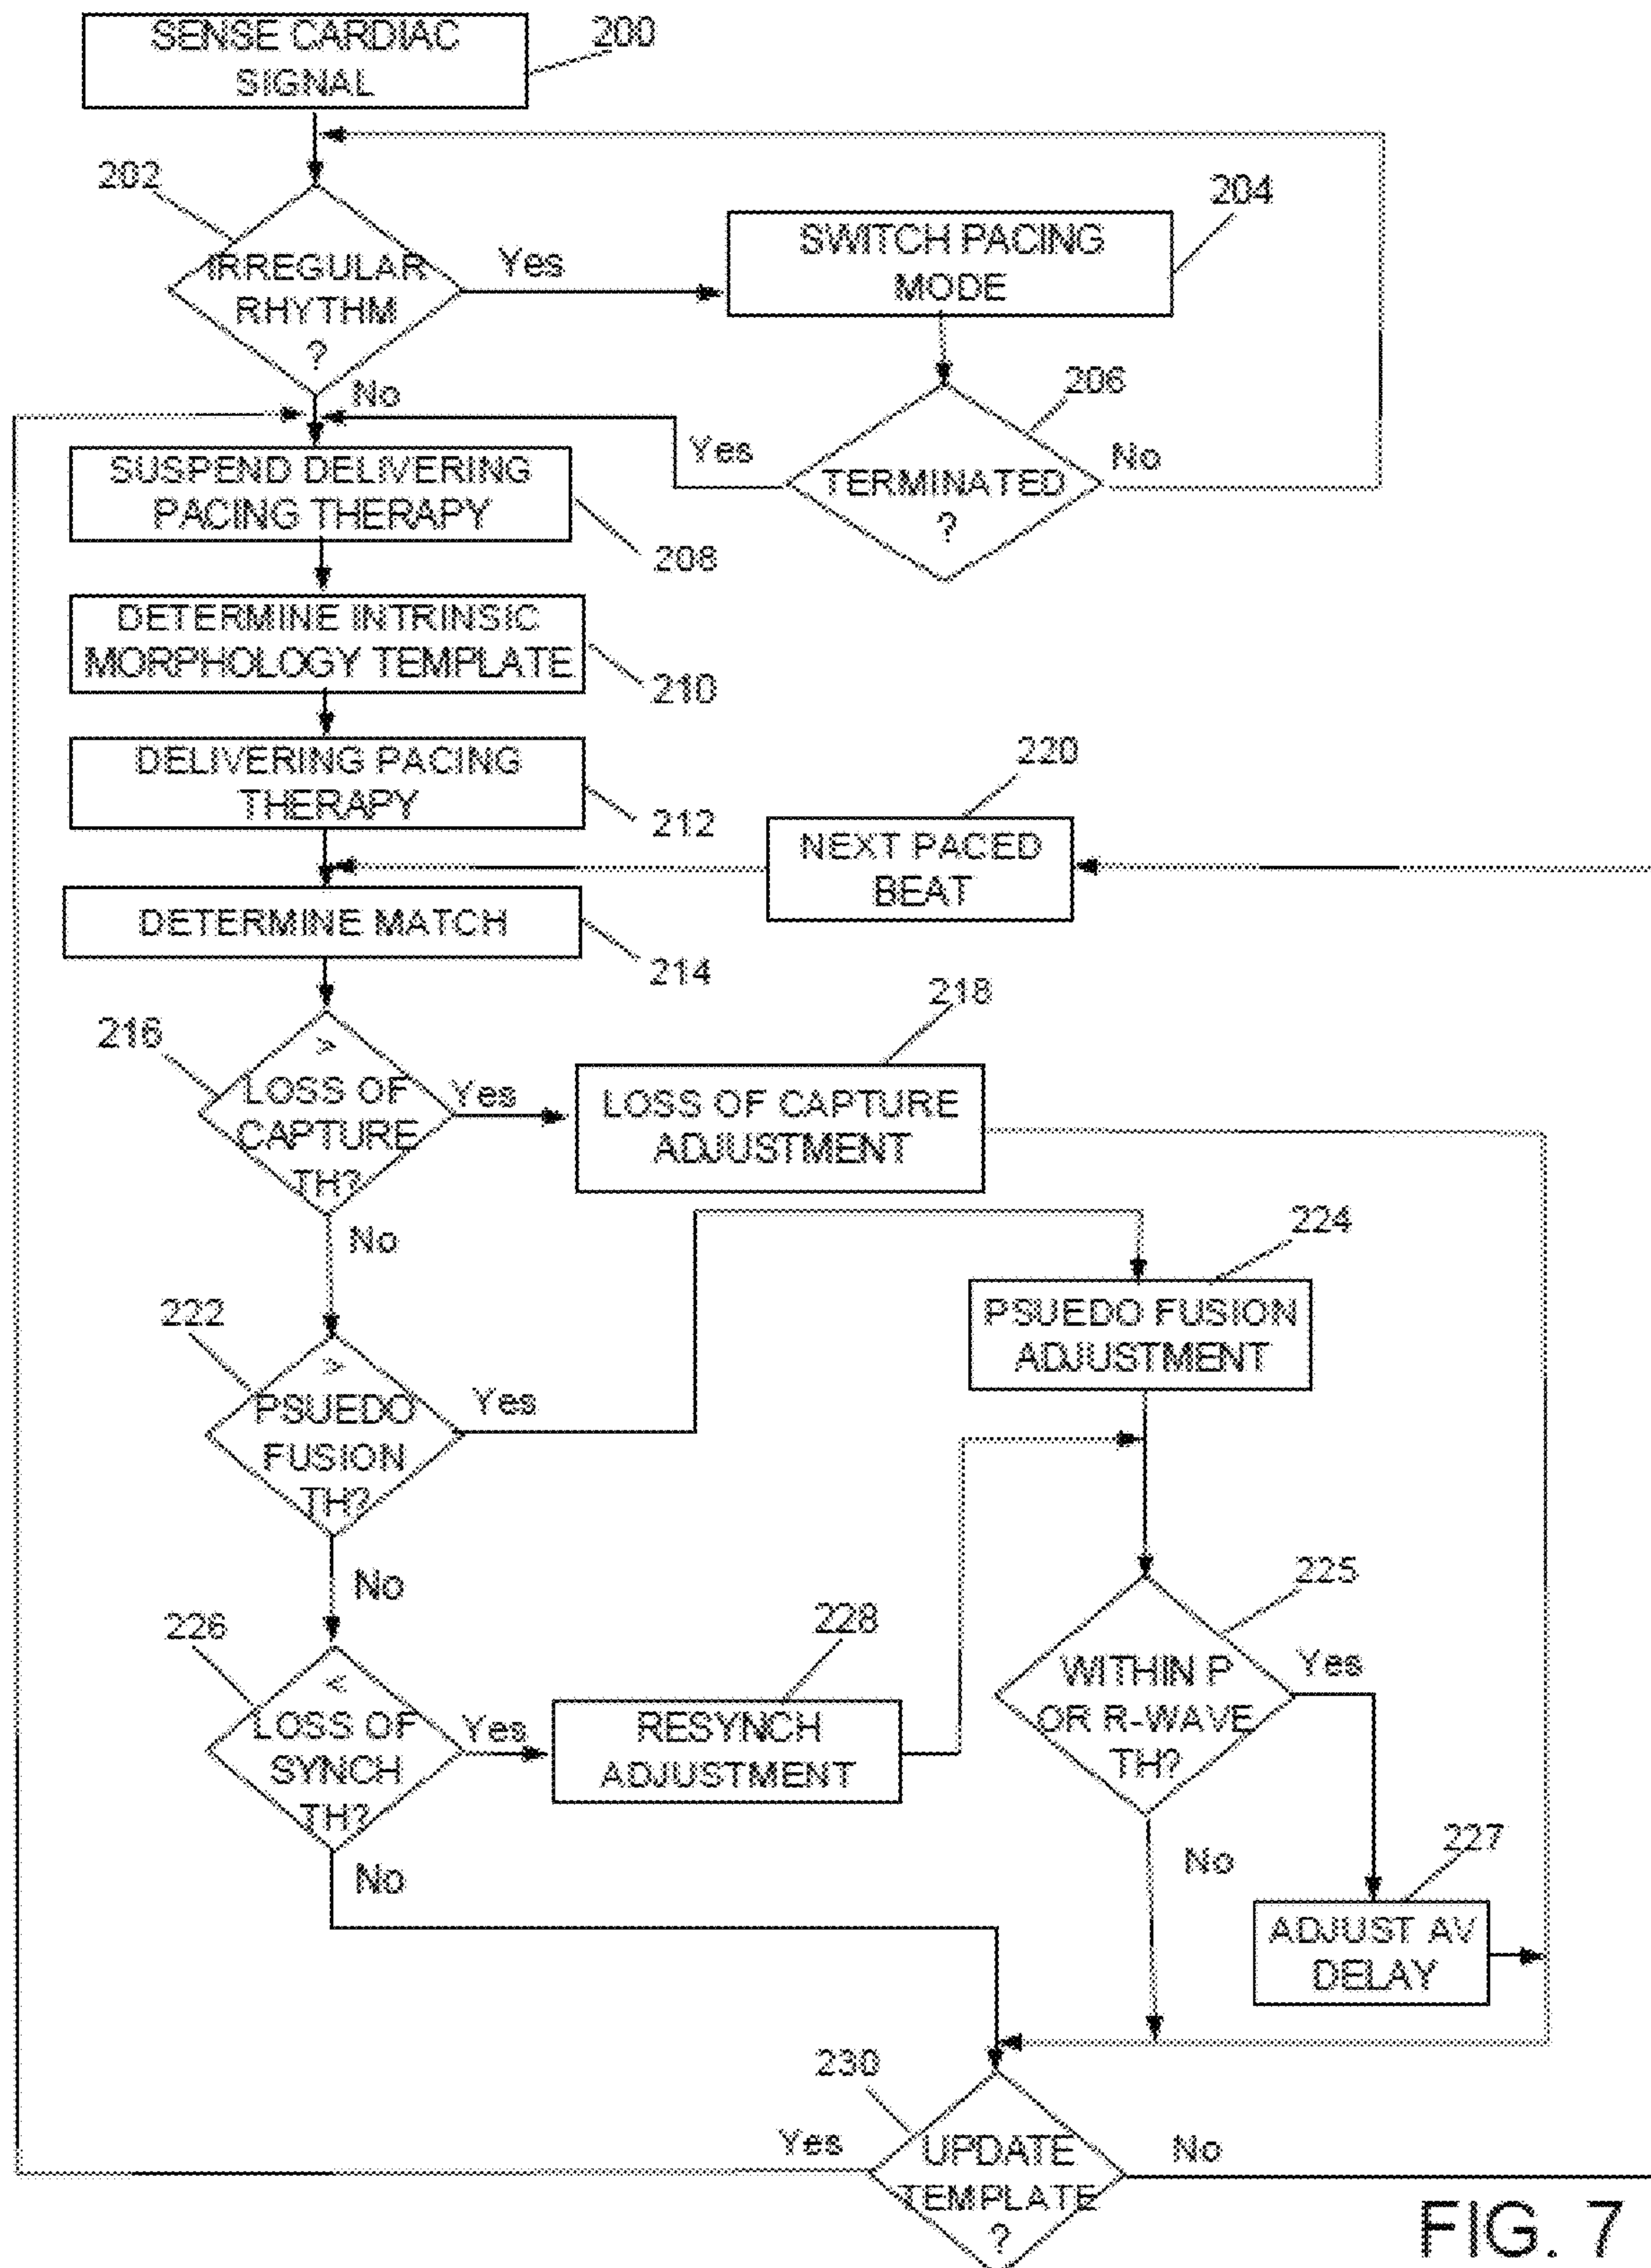 SENSE CARDIAC
SIGNAL
200
202
IRREGULAR
RHYTHM
?
Yes
SWITCH PACING
MODE
204
No
206
TERMINATED
?
Yes
No
SUSPEND DELIVERING
PACING THERAPY
208
DETERMINE INTRINSIC
MORPHOLOGY TEMPLATE
210
DELIVERING PACING
THERAPY
212
220
NEXT PACED
BEAT
DETERMINE MATCH
214
216
>
LOSS OF
CAPTURE
TH?
Yes
218
LOSS OF CAPTURE
ADJUSTMENT
No
224
PSUEDO FUSION
ADJUSTMENT
222
>
PSUEDO
FUSION
TH?
Yes
No
225
WITHIN P
OR R-WAVE
TH?
Yes
No
226
<
LOSS OF
SYNCH
TH?
Yes
228
RESYNCH
ADJUSTMENT
No
227
ADJUST AV
DELAY
230
UPDATE
TEMPLATE
?
Yes
No
FIG. 7